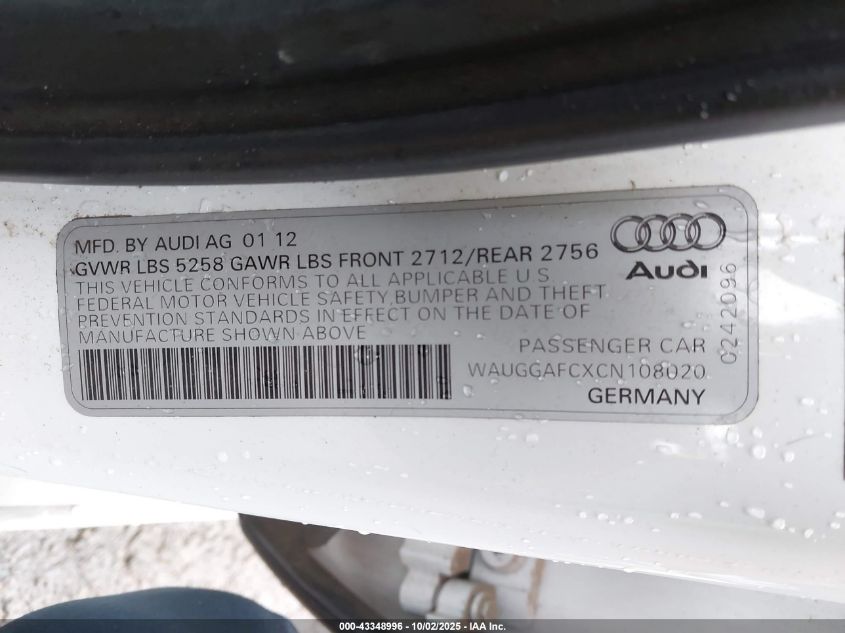 MFD. BY AUDI AG 01 12
GVWR LBS 5258 GAWR LBS FRONT 2712/REAR 2756
THIS VEHICLE CONFORMS TO ALL APPLICABLE U S
FEDERAL MOTOR VEHICLE SAFETY, BUMPER AND THEFT
PREVENTION STANDARDS IN EFFECT ON THE DATE OF
MANUFACTURE SHOWN ABOVE
Audi
0242096
PASSENGER CAR
WAUGGAFCXCN108020
GERMANY
000-43348996 - 10/02/2025 - IAA Inc.